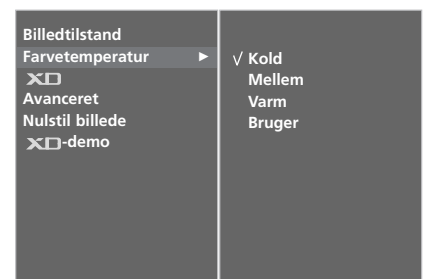 Billedtilstand
Farvetemperatur ►
XD
Avanceret
Nulstil billede
XD-demo
√ Kold
Mellem
Varm
Bruger